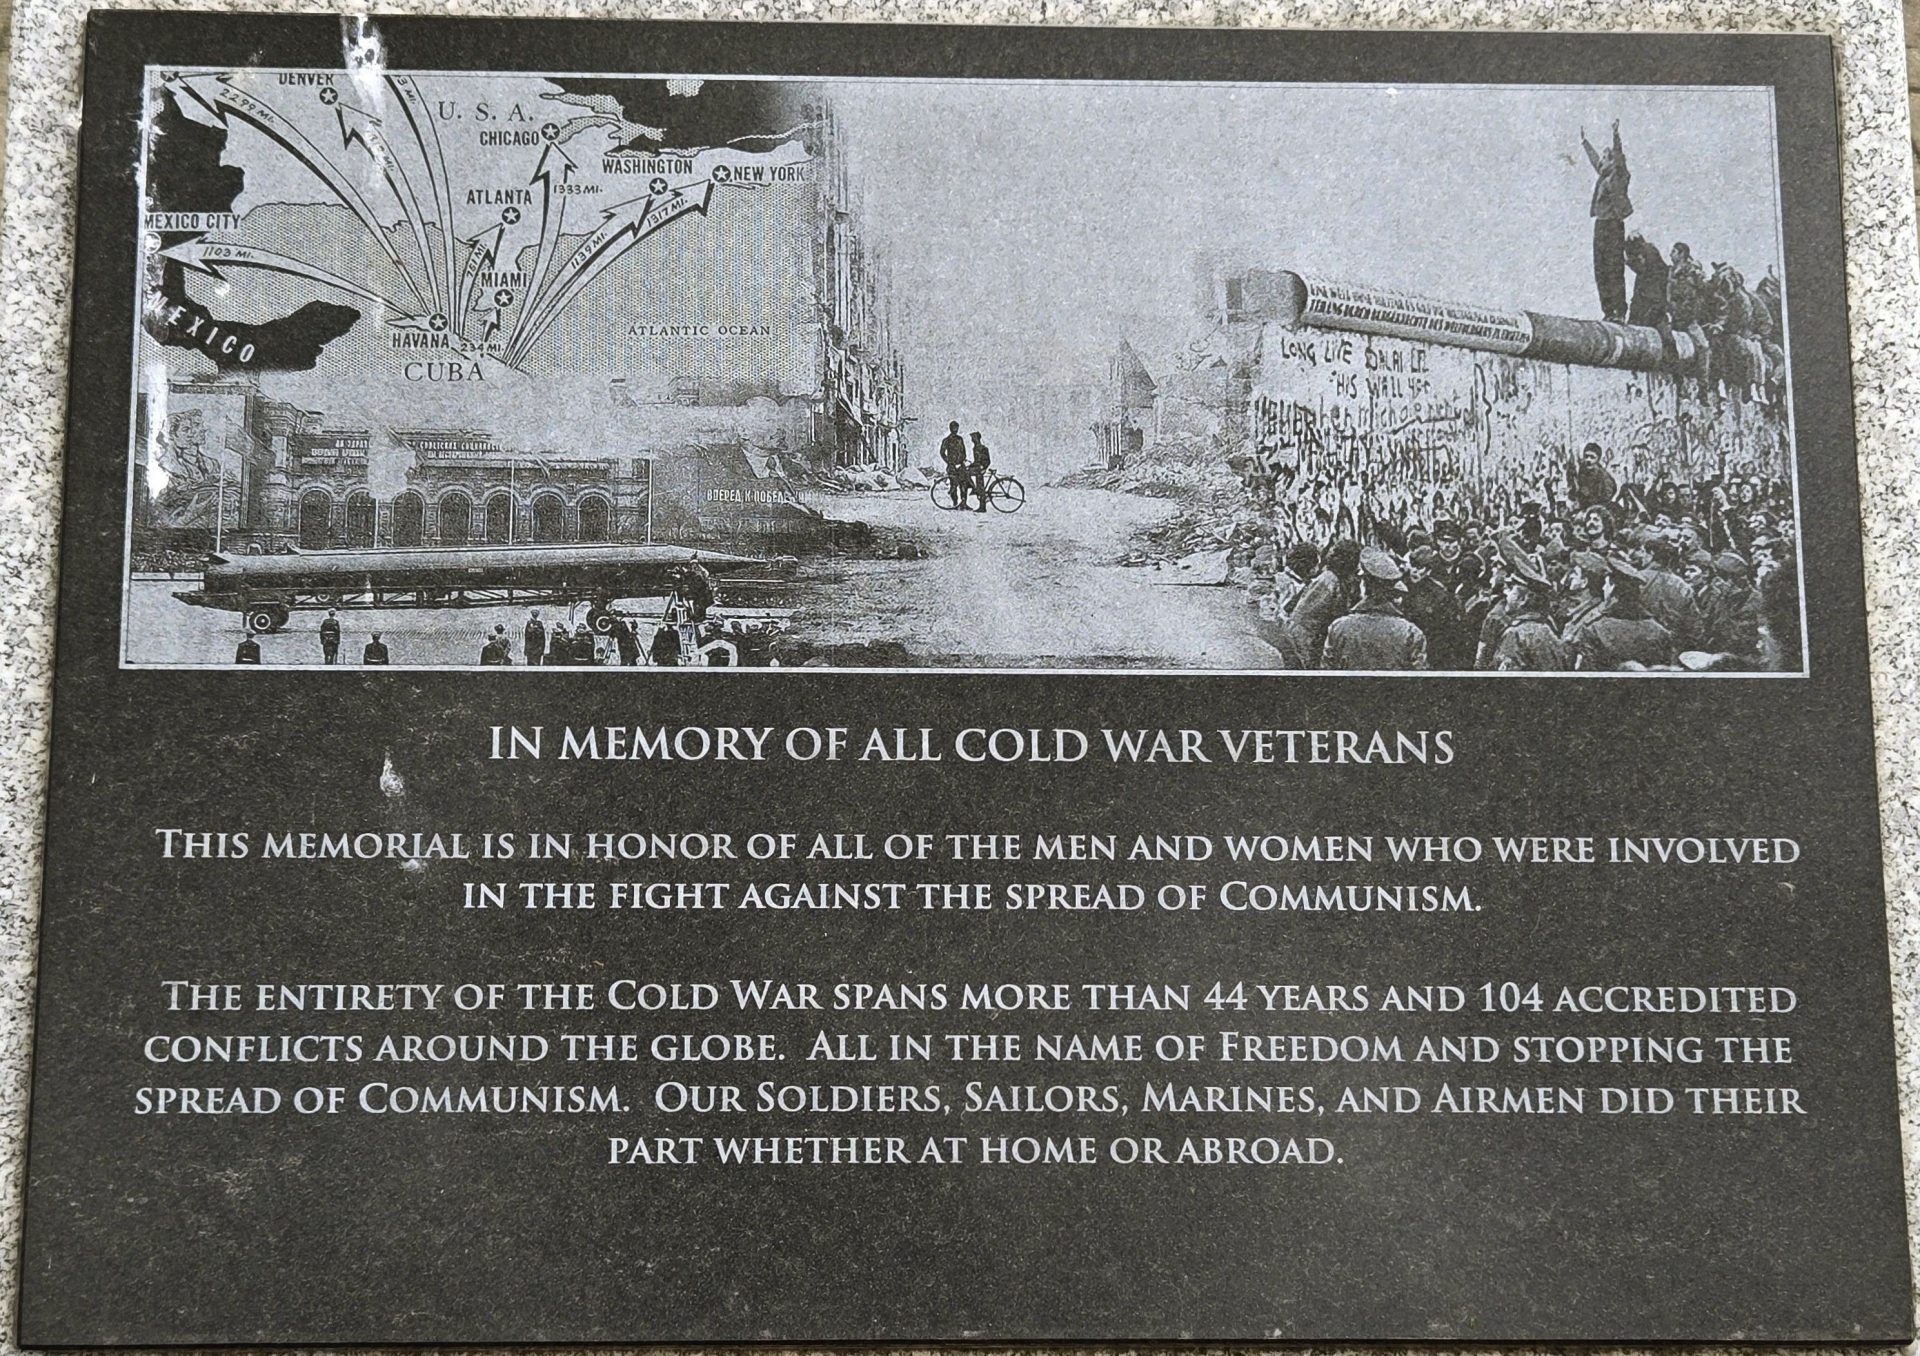 DENVER
U. S. A.
2299 MI.
CHICAGO
WASHINGTON
NEW YORK
1333 MI.
ATLANTA
1317 MI.
MEXICO CITY
1139 MI.
1103 MI.
MIAMI
MEXICO
HAVANA
234 MI.
ATLANTIC OCEAN
CUBA
LONG LIVE
ВПЕРЕД К
IN MEMORY OF ALL COLD WAR VETERANS
THIS MEMORIAL IS IN HONOR OF ALL OF THE MEN AND WOMEN WHO WERE INVOLVED
IN THE FIGHT AGAINST THE SPREAD OF COMMUNISM.
THE ENTIRETY OF THE COLD WAR SPANS MORE THAN 44 YEARS AND 104 ACCREDITED
CONFLICTS AROUND THE GLOBE. ALL IN THE NAME OF FREEDOM AND STOPPING THE
SPREAD OF COMMUNISM. OUR SOLDIERS, SAILORS, MARINES, AND AIRMEN DID THEIR
PART WHETHER AT HOME OR ABROAD.